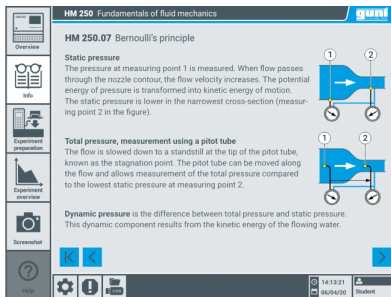 HM 250 Fundamentals of fluid mechanics
gunt
Overview
Info
Experiment
preparation
Experiment
overview
Screenshot
Help
HM 250.07 Bernoulli's principle
Static pressure
The pressure at measuring point 1 is measured. When flow passes
through the nozzle contour, the flow velocity increases. The potential
energy of pressure is transformed into kinetic energy of motion.
The static pressure is lower in the narrowest cross-section (measur-
ing point 2 in the figure).
1 2
Total pressure, measurement using a pitot tube
The flow is slowed down to a standstill at the tip of the pitot tube,
known as the stagnation point. The pitot tube can be moved along
the flow and allows measurement of the total pressure compared
to the lowest static pressure at measuring point 2.
1 2
Dynamic pressure is the difference between total pressure and static pressure.
This dynamic component results from the kinetic energy of the flowing water.
14:13:21
06/04/20 Student